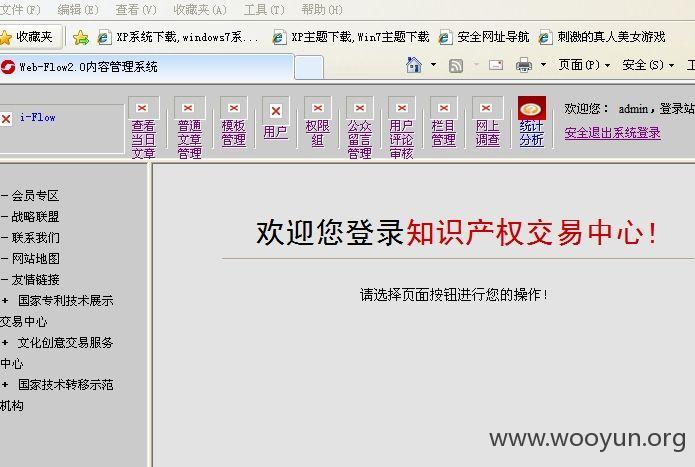 文件(F) 编辑(E) 查看(V) 收藏夹(A) 工具(T) 帮助(H)
收藏夹 XP系统下载,windows7系... XP主题下载,Win7主题下载 安全网址导航 刺激的真人美女游戏
Web-Flow2.0内容管理系统 页面(P) 安全(S)
i-Flow
查看当日文章
普通文章管理
模板管理
用户
权限组
公众留言管理
用户评论审核
栏目管理
网上调查
统计分析
欢迎您： admin，登录站
安全退出系统登录
- 会员专区
- 战略联盟
- 联系我们
- 网站地图
- 友情链接
+ 国家专利技术展示
交易中心
+ 文化创意交易服务
中心
+ 国家技术转移示范
机构
欢迎您登录知识产权交易中心！
请选择页面按钮进行您的操作！
www.wooyun.org